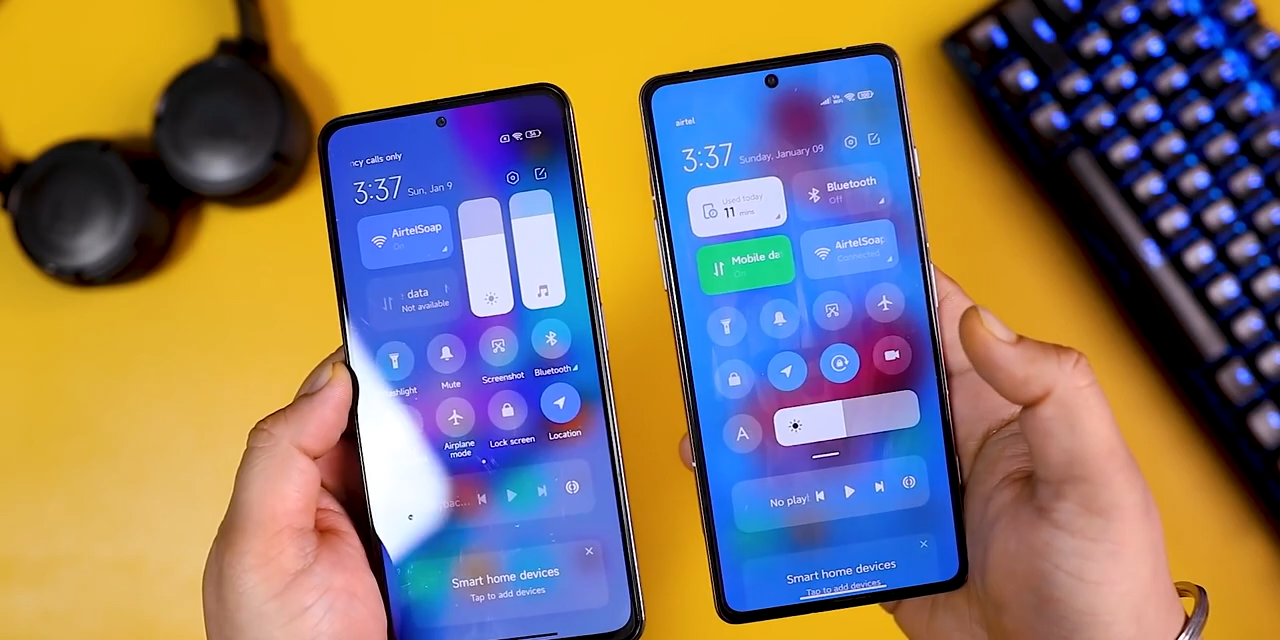 ncy calls only
3:37 Sun, Jan 9
AirtelSoap
On
data
Not available
hlight
Mute
Screenshot
Bluetooth
Airplane
mode
Lock screen
Location
Smart home devices
Tap to add devices
airtel
3:37 Sunday, January 09
Used today
11 mins
Bluetooth
Off
Mobile da
On
AirtelSoap
Connected
A
No play
Smart home devices
Tap to add devices